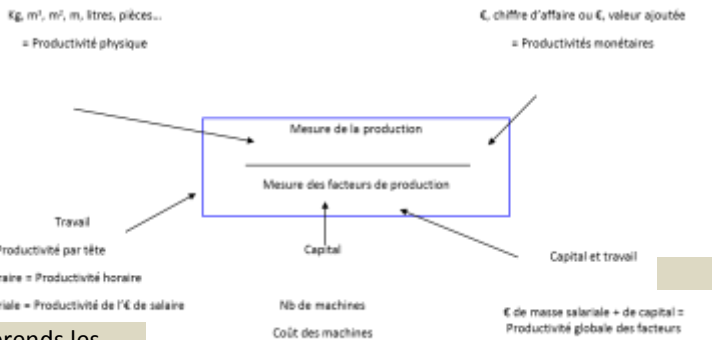 Kg, m³, m², m, litres, pièces…
= Productivité physique
€, chiffre d'affaire ou €, valeur ajoutée
= Productivités monétaires
Mesure de la production
Mesure des facteurs de production
Travail
Productivité par tête
raire = Productivité horaire
riale = Productivité de l'€ de salaire
Capital
Nb de machines
Coût des machines
Capital et travail
€ de masse salariale + de capital =
Productivité globale des facteurs
prends les